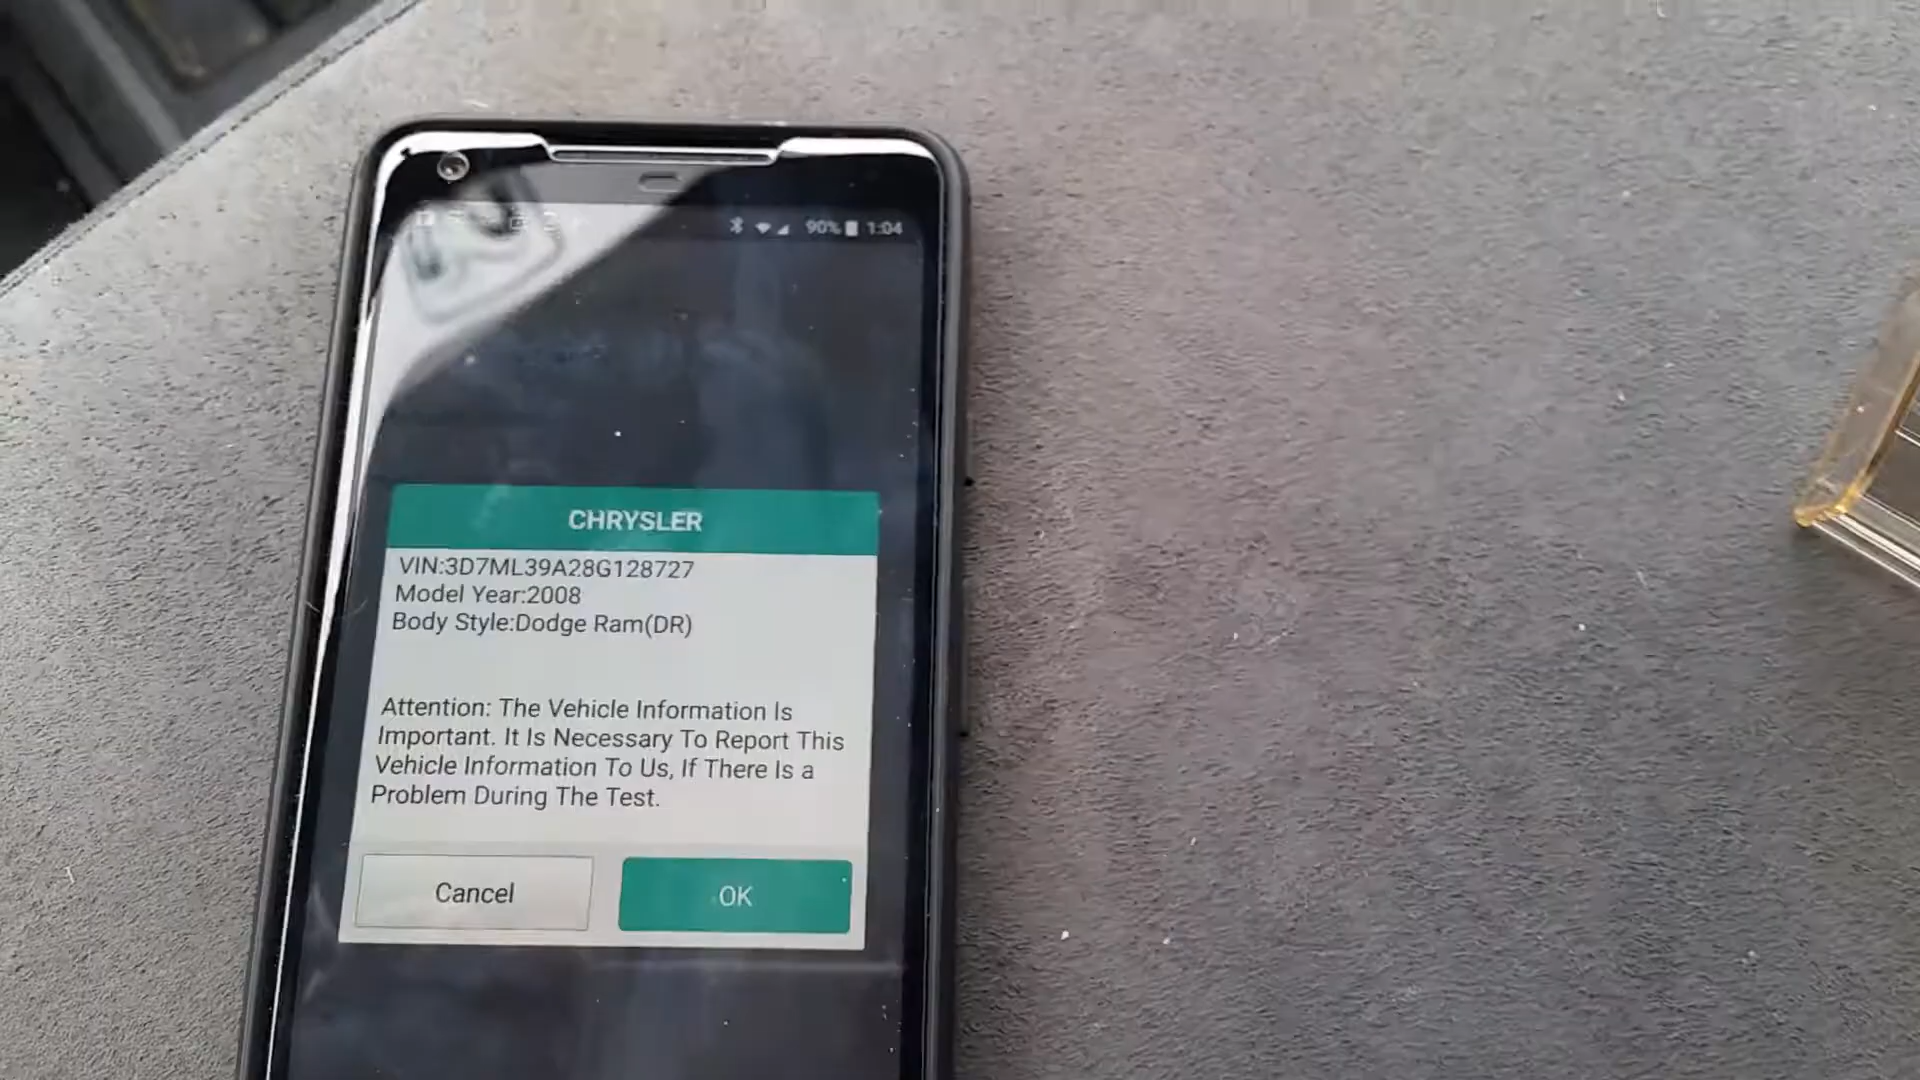 90% 1:04
CHRYSLER
VIN:3D7ML39A28G128727
Model Year:2008
Body Style:Dodge Ram(DR)
Attention: The Vehicle Information Is
Important. It Is Necessary To Report This
Vehicle Information To Us, If There Is a
Problem During The Test.
Cancel
OK